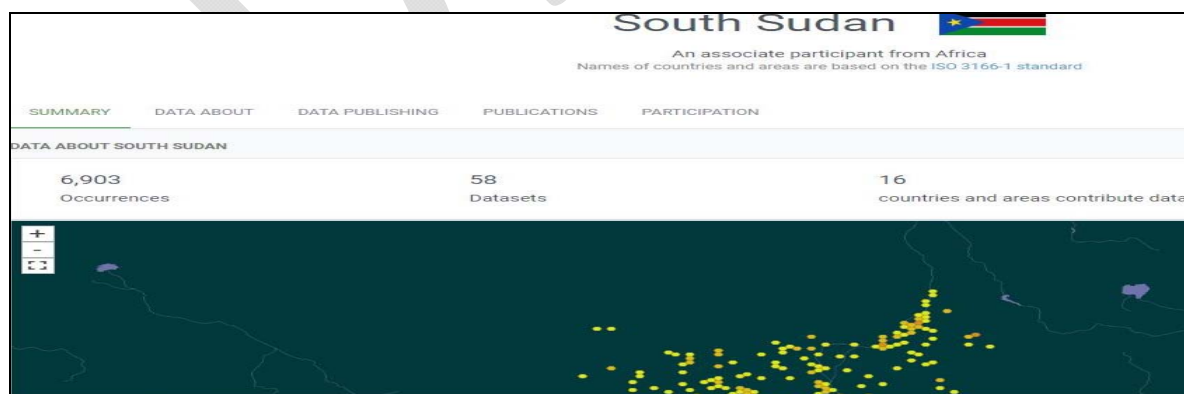 South Sudan
An associate participant from Africa
Names of countries and areas are based on the ISO 3166-1 standard
SUMMARY DATA ABOUT DATA PUBLISHING PUBLICATIONS PARTICIPATION
DATA ABOUT SOUTH SUDAN
6,903 58 16
Occurrences Datasets countries and areas contribute data
+
-